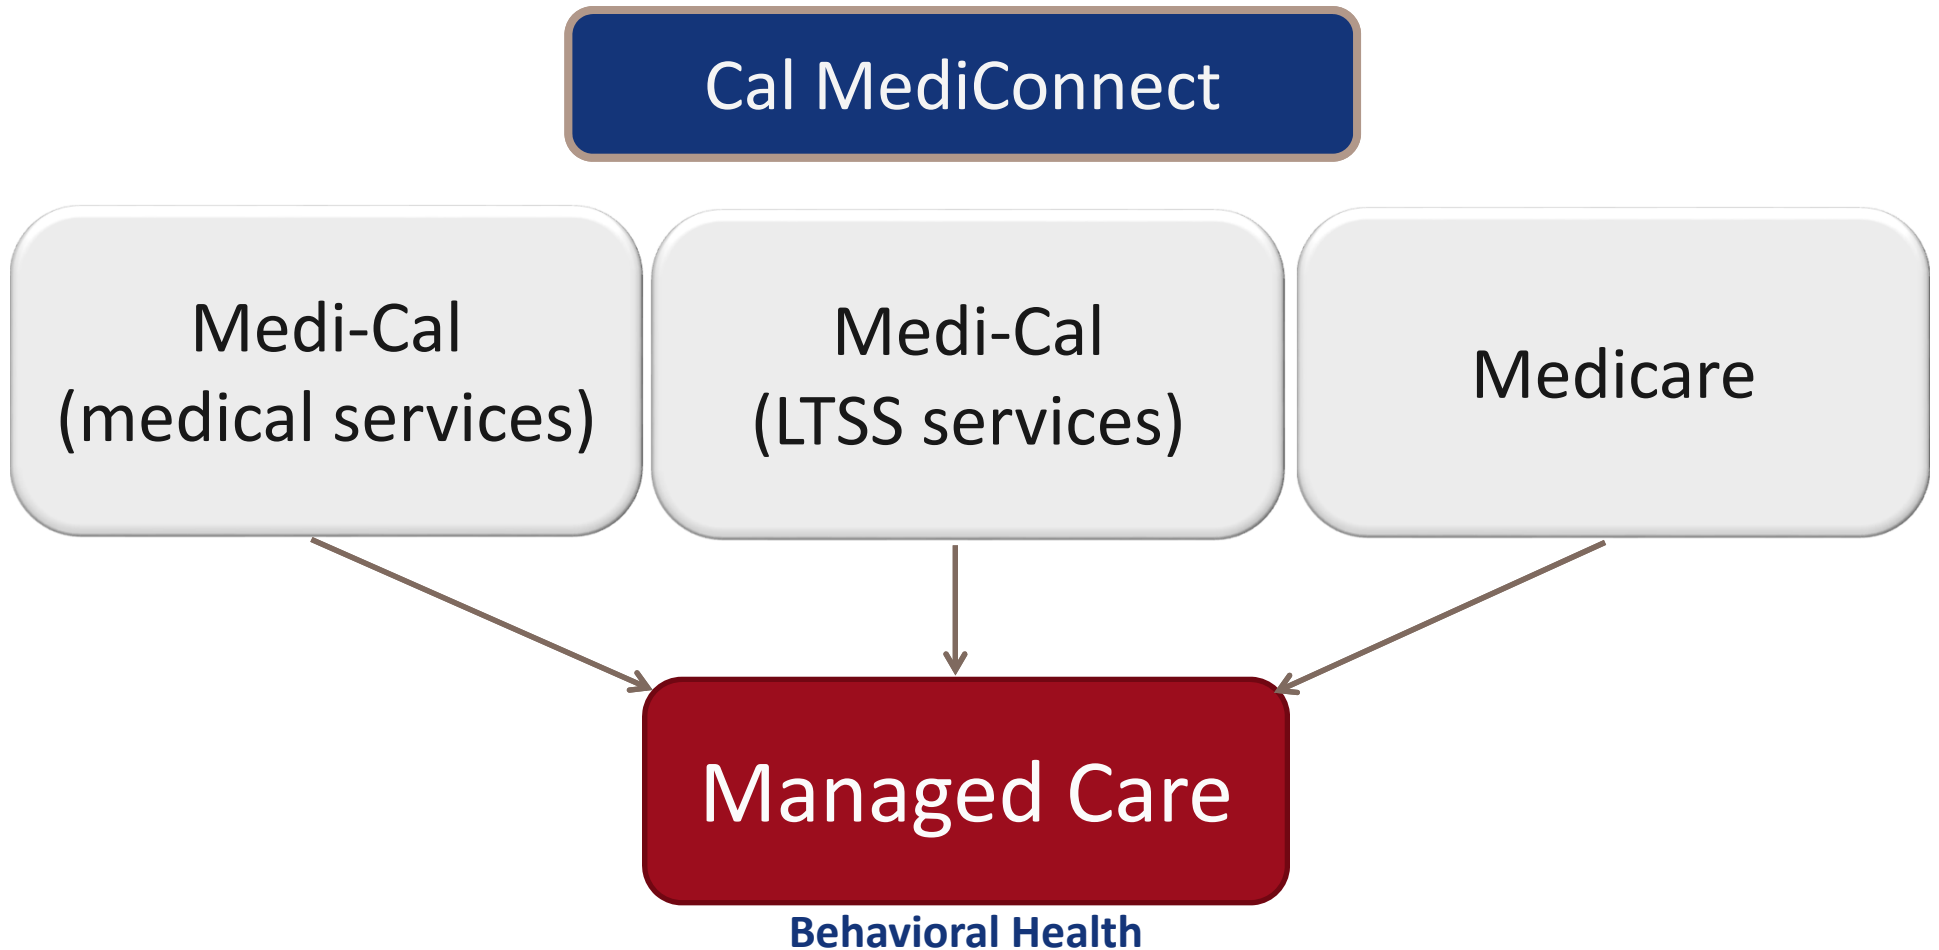 Cal MediConnect
Medi-Cal
(medical services)
Medi-Cal
(LTSS services)
Medicare
Managed Care
Behavioral Health